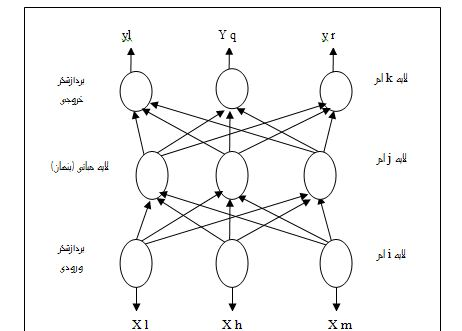 yl Y q y r
لایه k ام
پردازشگر
خروجی
لایه j ام
لایه میانی (پنهان)
لایه i ام
پردازشگر
ورودی
X l X h X m